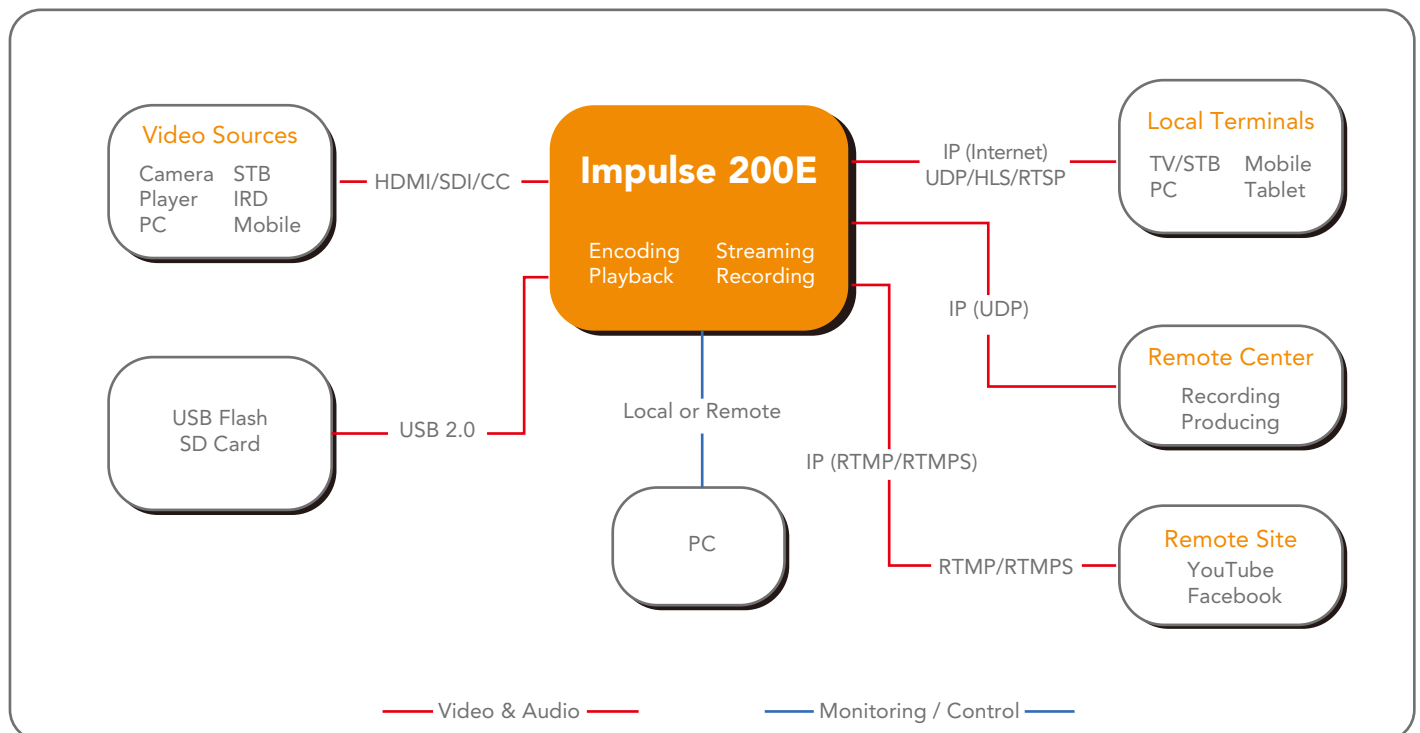 Video Sources
Camera STB
Player IRD
PC Mobile
HDMI/SDI/CC
USB Flash
SD Card
USB 2.0
Impulse 200E
Encoding Streaming
Playback Recording
Local or Remote
PC
IP (Internet)
UDP/HLS/RTSP
Local Terminals
TV/STB Mobile
PC Tablet
IP (UDP)
Remote Center
Recording
Producing
IP (RTMP/RTMPS)
RTMP/RTMPS
Remote Site
YouTube
Facebook
Video & Audio
Monitoring / Control